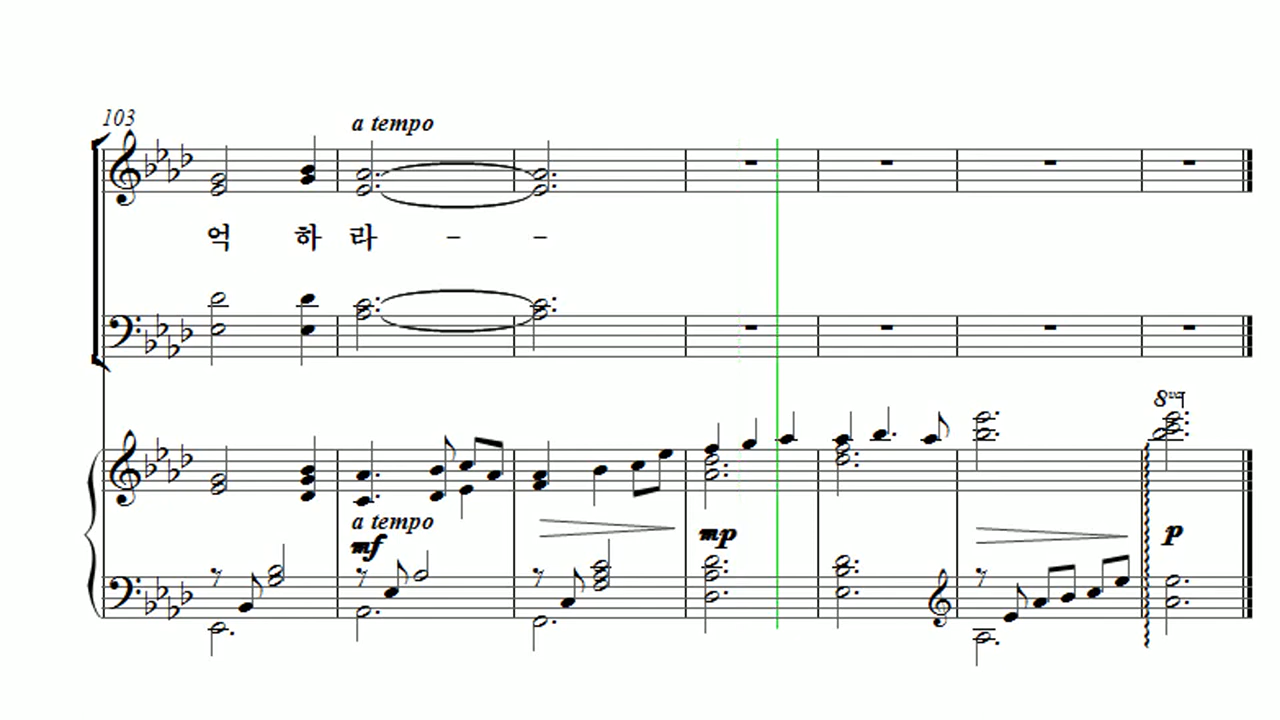 103
a tempo
억 하 라 - -
8va
a tempo
mf
mp
p